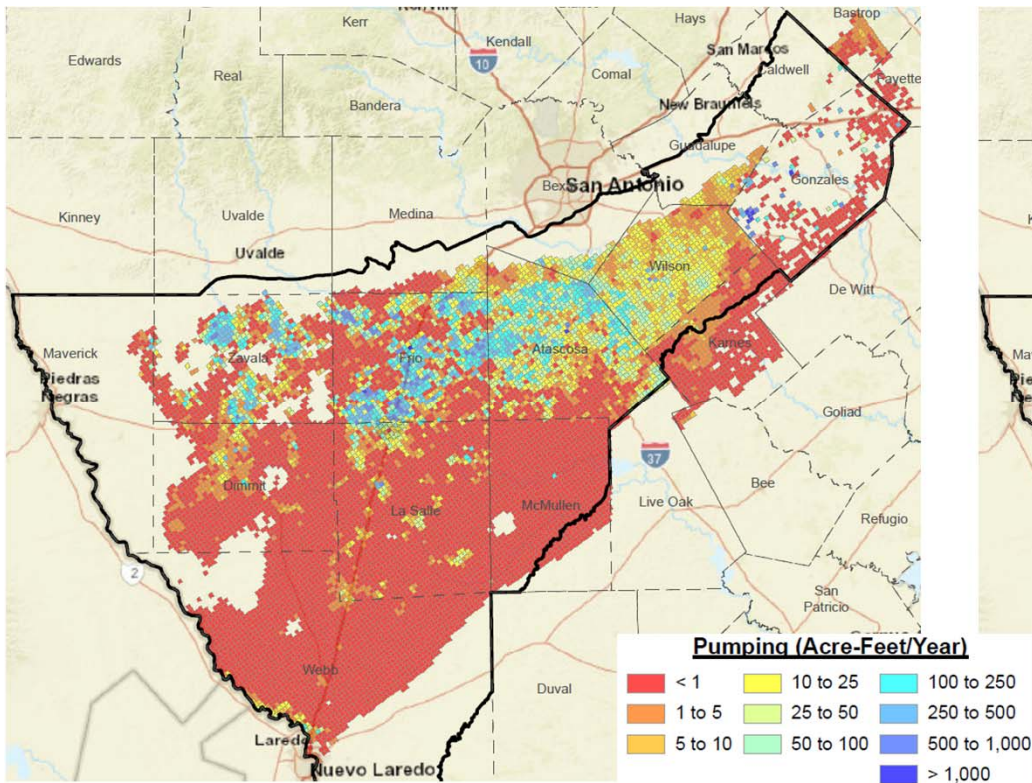 Kerr
Hays
Bastrop
Edwards
Kendall
San Marcos
Real
10
Comal
Caldwell
Fayette
Bandera
New Braunfels
Guadalupe
Gonzales
San Antonio
Kinney
Uvalde
Medina
Uvalde
Wilson
De Witt
Maverick
Zavala
Frio
Atascosa
Karnes
Piedras
Negras
Goliad
37
Dimmit
La Salle
McMullen
Live Oak
Bee
Refugio
2
San
Patricio
Webb
Duval
Laredo
Nuevo Laredo
Pumping (Acre-Feet/Year)
< 1
10 to 25
100 to 250
1 to 5
25 to 50
250 to 500
5 to 10
50 to 100
500 to 1,000
> 1,000